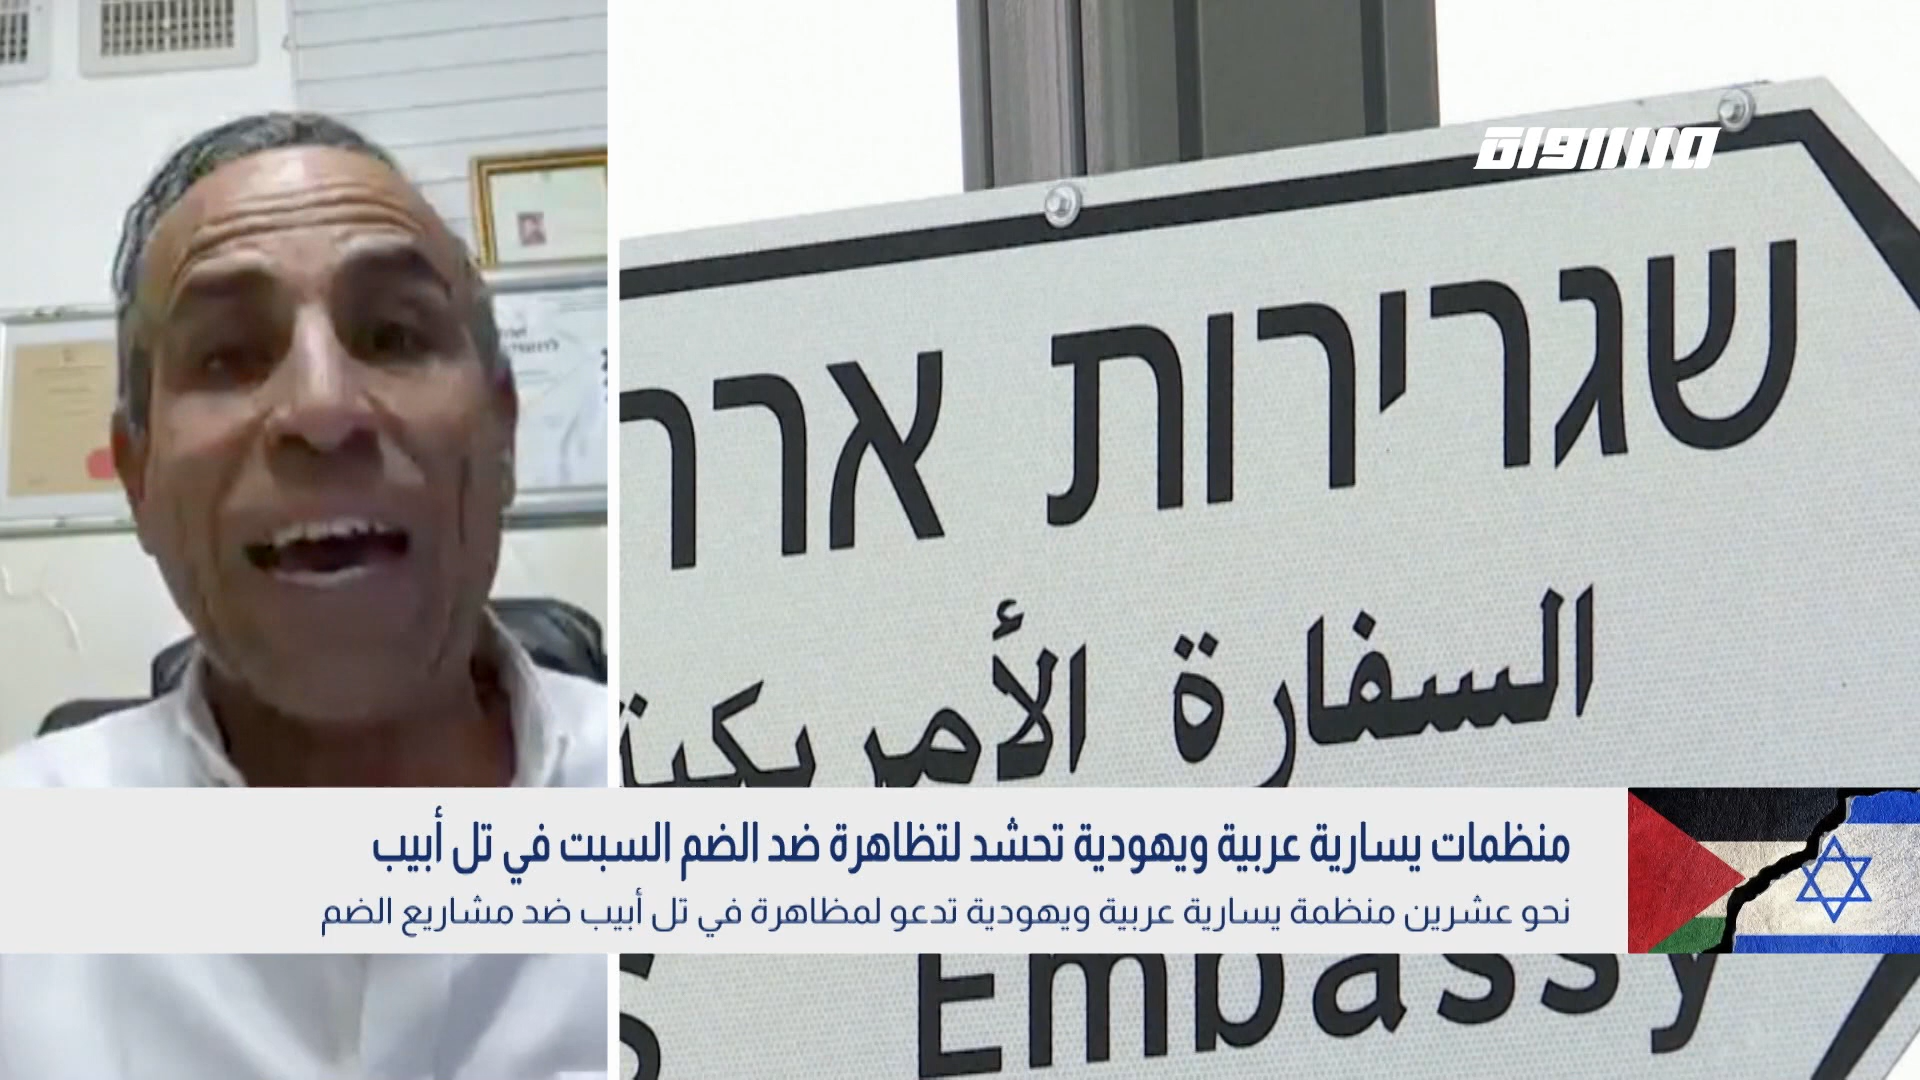 مساواة
שגרירות ארה
السفارة الأمريكية
منظمات يسارية عربية ويهودية تحشد لتظاهرة ضد الضم السبت في تل أبيب
نحو عشرين منظمة يسارية عربية ويهودية تدعو لمظاهرة في تل أبيب ضد مشاريع الضم
S Embassy